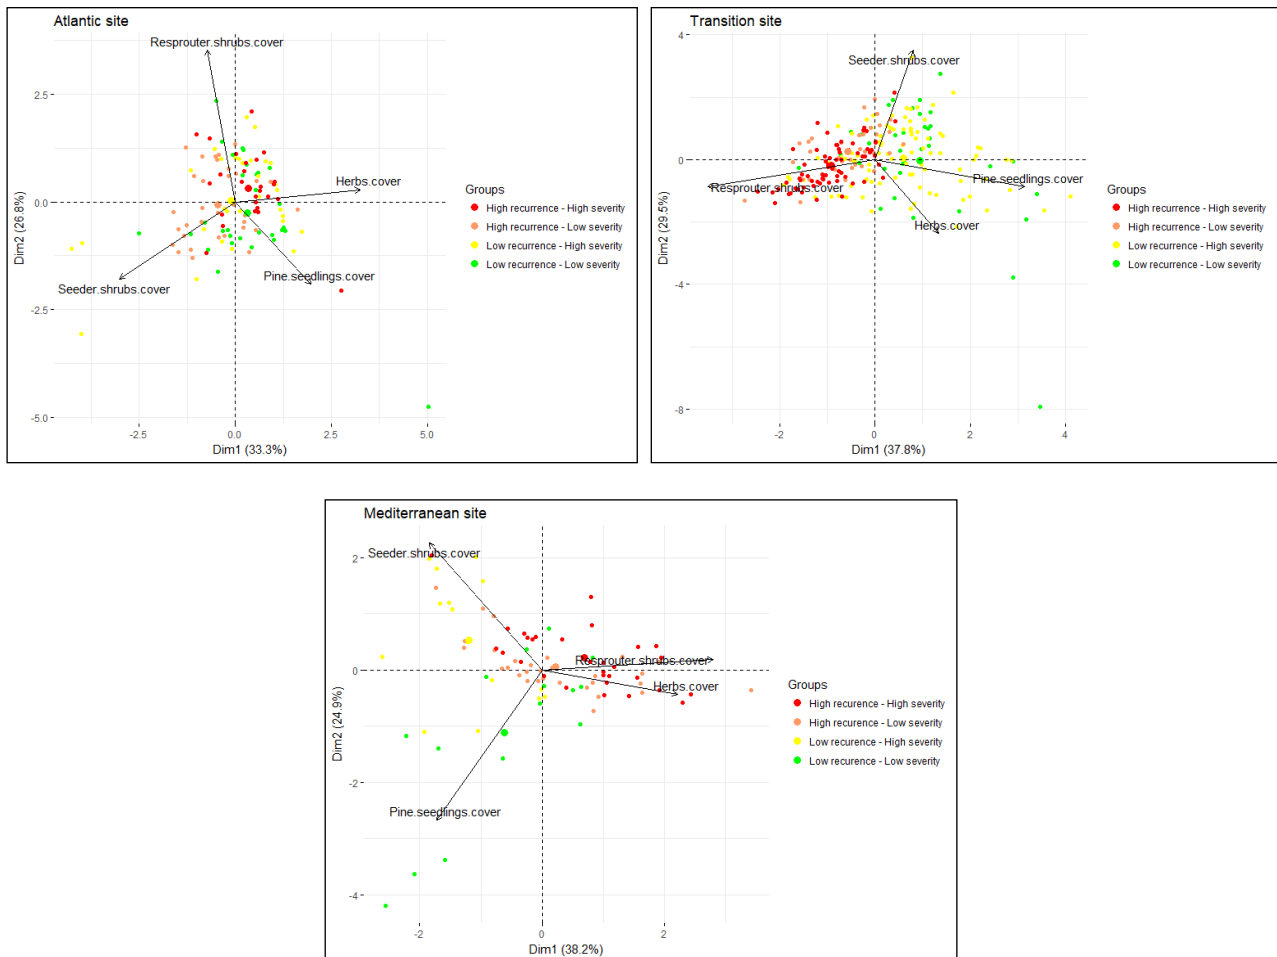 Atlantic site
Resprouter.shrubs.cover
2.5
Herbs.cover
0.0
Pine.seedlings.cover
Seeder.shrubs.cover
-2.5
-5.0
-2.5
0.0
2.5
5.0
Dim1 (33.3%)
Dim2 (26.8%)
Groups
High recurrence - High severity
High recurrence - Low severity
Low recurrence - High severity
Low recurrence - Low severity
Transition site
4
Seeder.shrubs.cover
0
Resprouter.shrubs.cover
Pine.seedlings.cover
Herbs.cover
-4
-8
-2
0
2
4
Dim1 (37.8%)
Dim2 (29.5%)
Groups
High recurrence - High severity
High recurrence - Low severity
Low recurrence - High severity
Low recurrence - Low severity
Mediterranean site
Seeder.shrubs.cover
2
Resprouter.shrubs.cover
0
Herbs.cover
-2
Pine.seedlings.cover
-4
-2
0
2
Dim1 (38.2%)
Dim2 (24.9%)
Groups
High recurence - High severity
High recurence - Low severity
Low recurence - High severity
Low recurence - Low severity